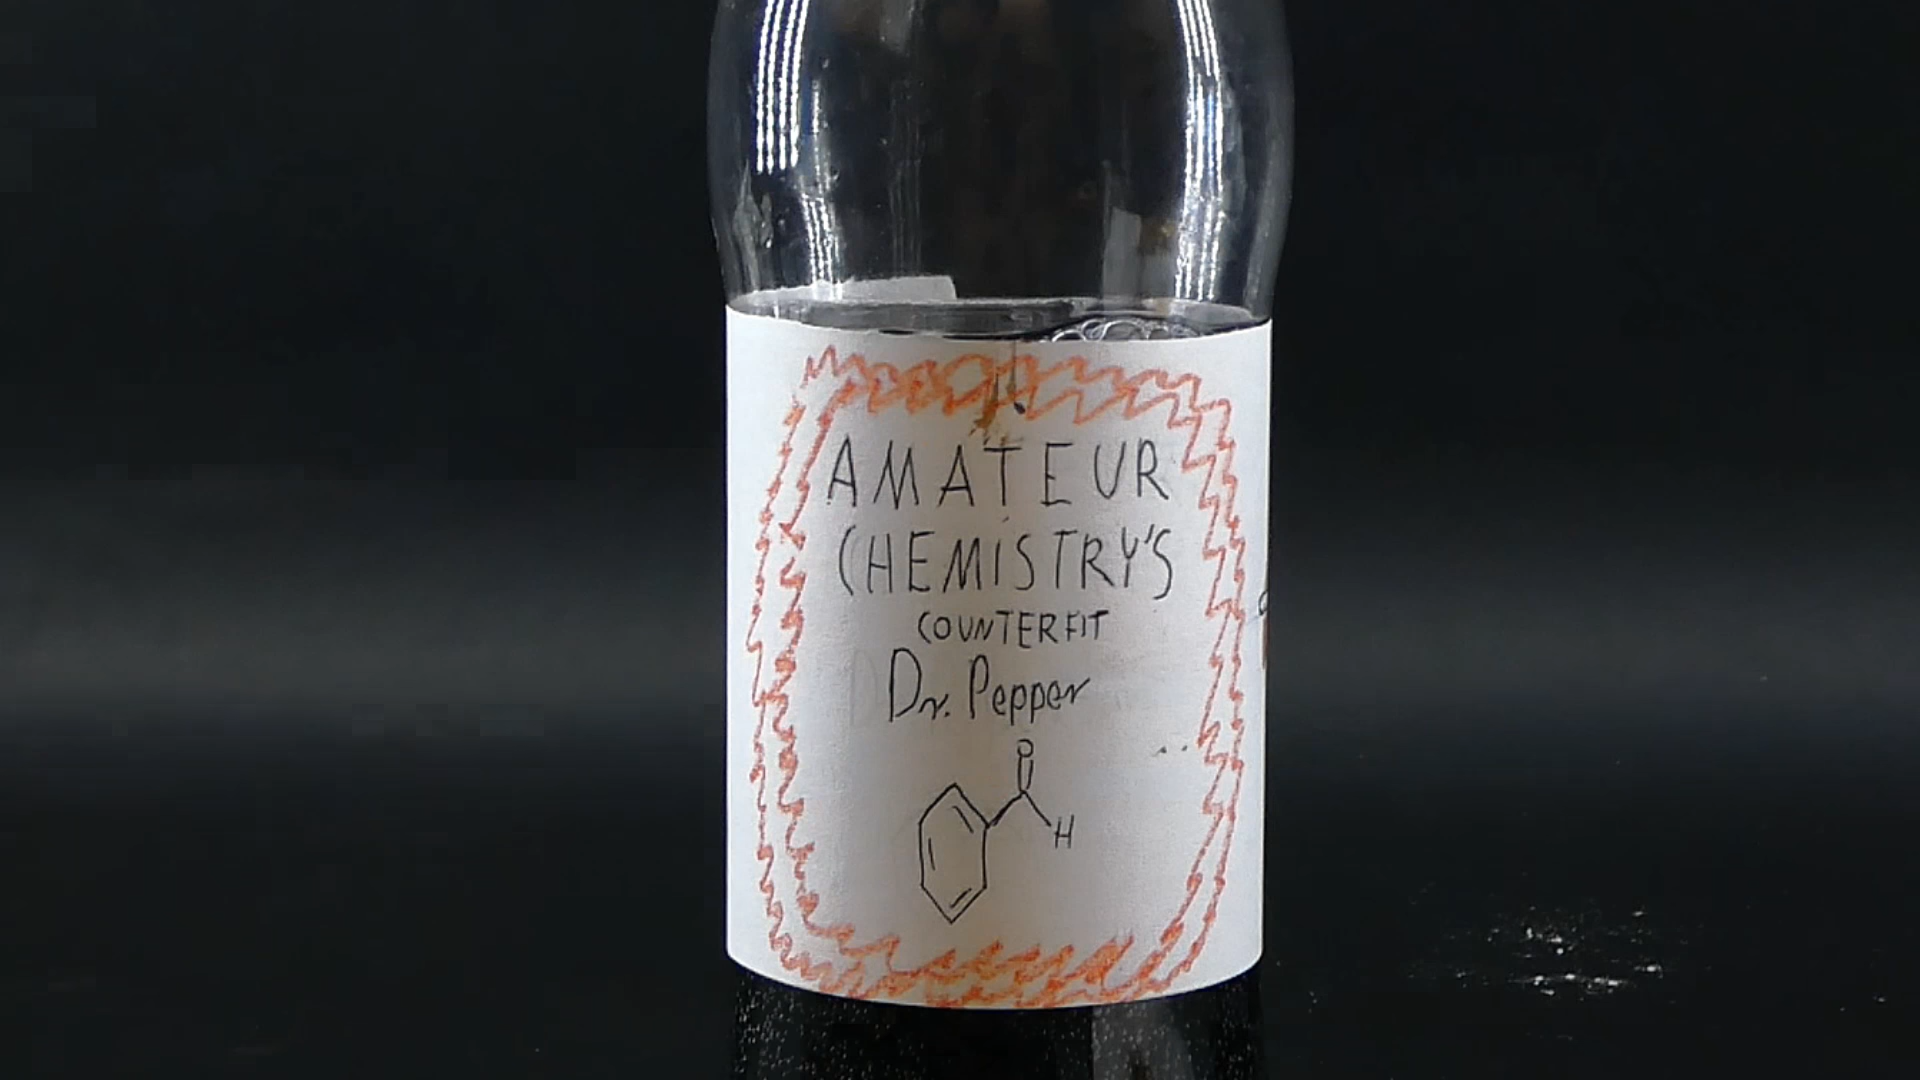 AMATEUR
CHEMISTRY'S
COUNTERFIT
Dr. Pepper
O
H